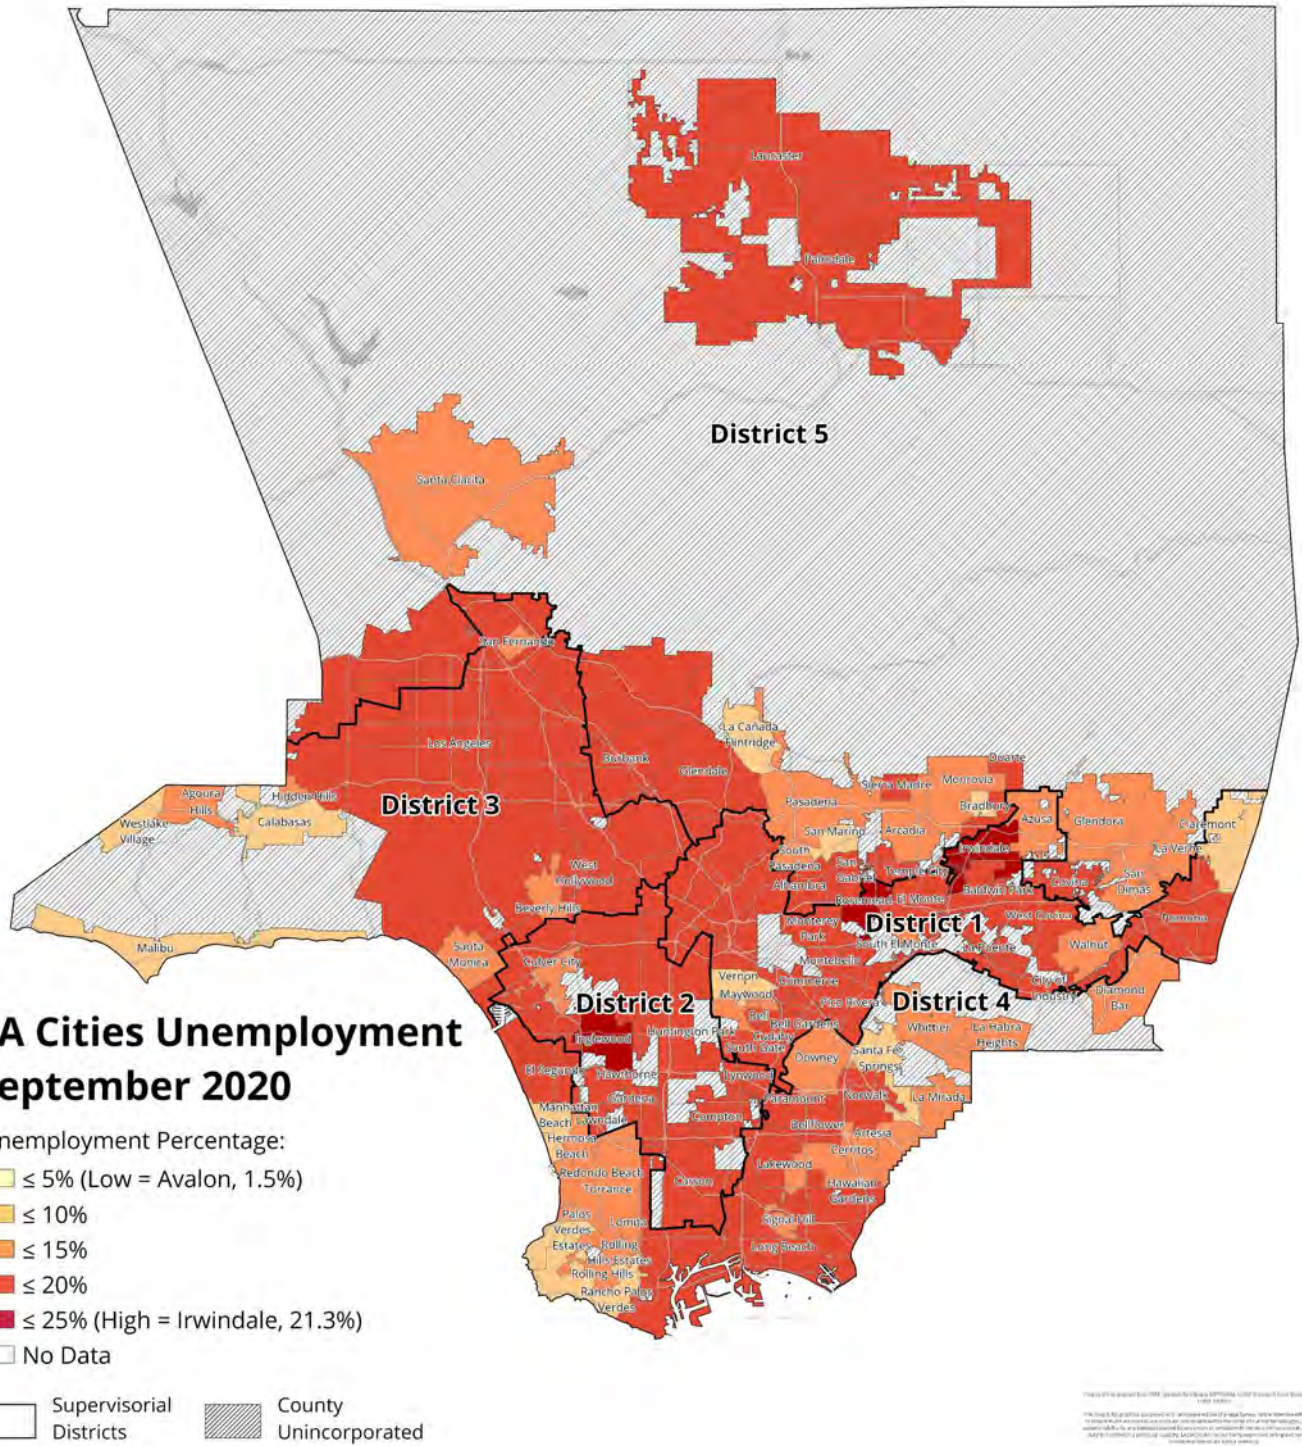 Lancaster
Palmdale
District 5
Santa Clarita
San Fernando
Los Angeles
Burbank
Glendale
La Cañada
Flintridge
District 3
Agoura
Hills
Hidden Hills
Westlake
Village
Calabasas
Malibu
West
Hollywood
Beverly Hills
Santa
Monica
Pasadena
Sierra Madre
Monrovia
Duarte
Bradbury
San Marino
Arcadia
South
Pasadena
San
Gabriel
Temple City
Alhambra
Rosemead
El Monte
Irwindale
Azusa
Glendora
Claremont
La Verne
San
Dimas
Baldwin Park
Covina
West Covina
Pomona
Walnut
District 1
Monterey
Park
South El Monte
La Puente
Montebello
City of
Industry
Diamond
Bar
Culver City
District 2
Vernon
Maywood
Commerce
Pico Rivera
District 4
Inglewood
Huntington Park
Bell
Bell Gardens
Cudahy
South Gate
Whittier
La Habra
Heights
Downey
Santa Fe
Springs
El Segundo
Hawthorne
Lynwood
Gardena
Paramount
Norwalk
La Mirada
Manhattan
Beach
Lawndale
Compton
Bellflower
Artesia
Hermosa
Beach
Cerritos
Lakewood
Redondo Beach
Torrance
Carson
Hawaiian
Gardens
Palos
Verdes
Estates
Lomita
Signal Hill
Rolling
Hills Estates
Long Beach
Rolling Hills
Rancho Palos
Verdes
A Cities Unemployment
eptember 2020
nemployment Percentage:
≤ 5% (Low = Avalon, 1.5%)
≤ 10%
≤ 15%
≤ 20%
≤ 25% (High = Irwindale, 21.3%)
No Data
Supervisorial
Districts
County
Unincorporated